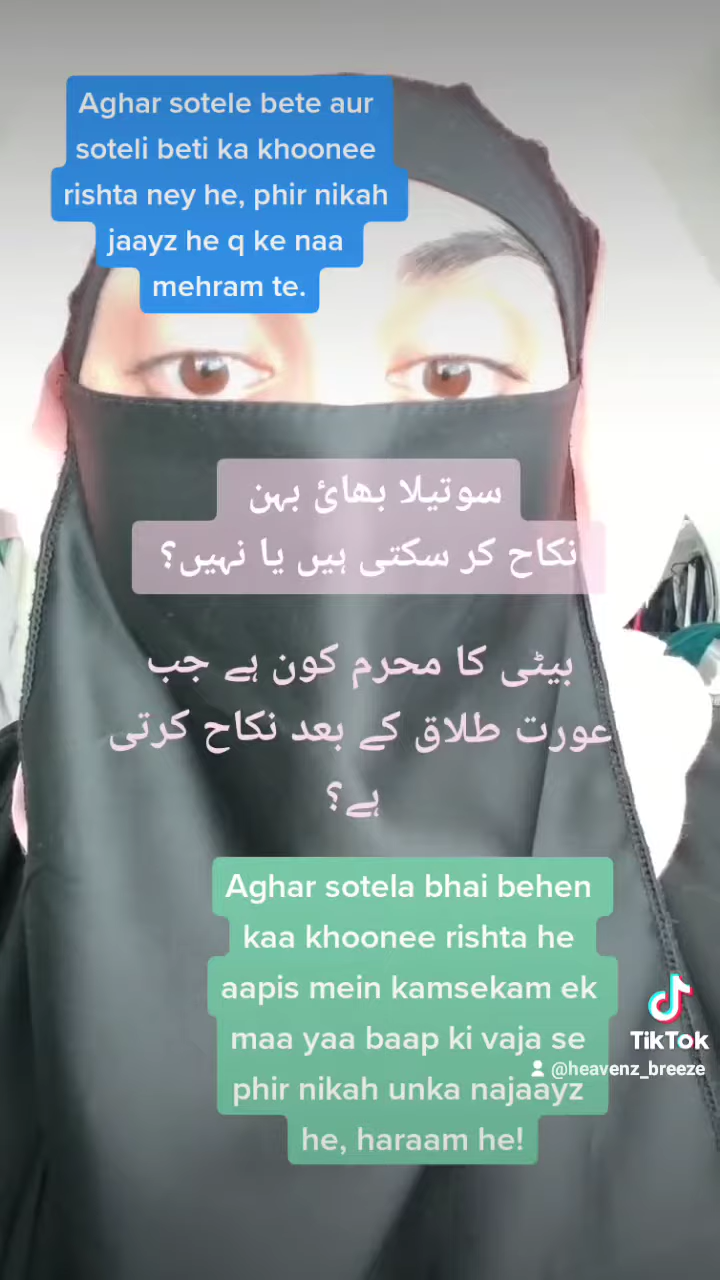 Aghar sotele bete aur
soteli beti ka khoonee
rishta ney he, phir nikah
jaayz he q ke naa
mehram te.
سوتیلا بھائ بہن
نکاح کر سکتی ہیں یا نہیں؟
بیٹی کا محرم کون ہے جب
عورت طلاق کے بعد نکاح کرتی
ہے؟
Aghar sotela bhai behen
kaa khoonee rishta he
aapis mein kamsekam ek
maa yaa baap ki vaja se
phir nikah unka najaayz
he, haraam he!
TikTok
@heavenz_breeze